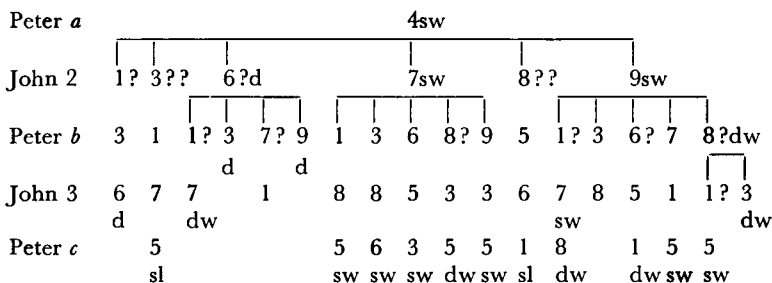 Peter a 4sw
John 2 1? 3?? 6?d 7sw 8?? 9sw
Peter b 3 1 1? 3 7? 9 1 3 6 8? 9 5 1? 3 6? 7 8?dw
d d
John 3 6 7 7 1 8 8 5 3 3 6 7 8 5 1 1? 3
d dw sw dw
Peter c 5 5 6 3 5 5 1 8 1 5 5
sl sw sw sw dw sw sl dw dw sw sw